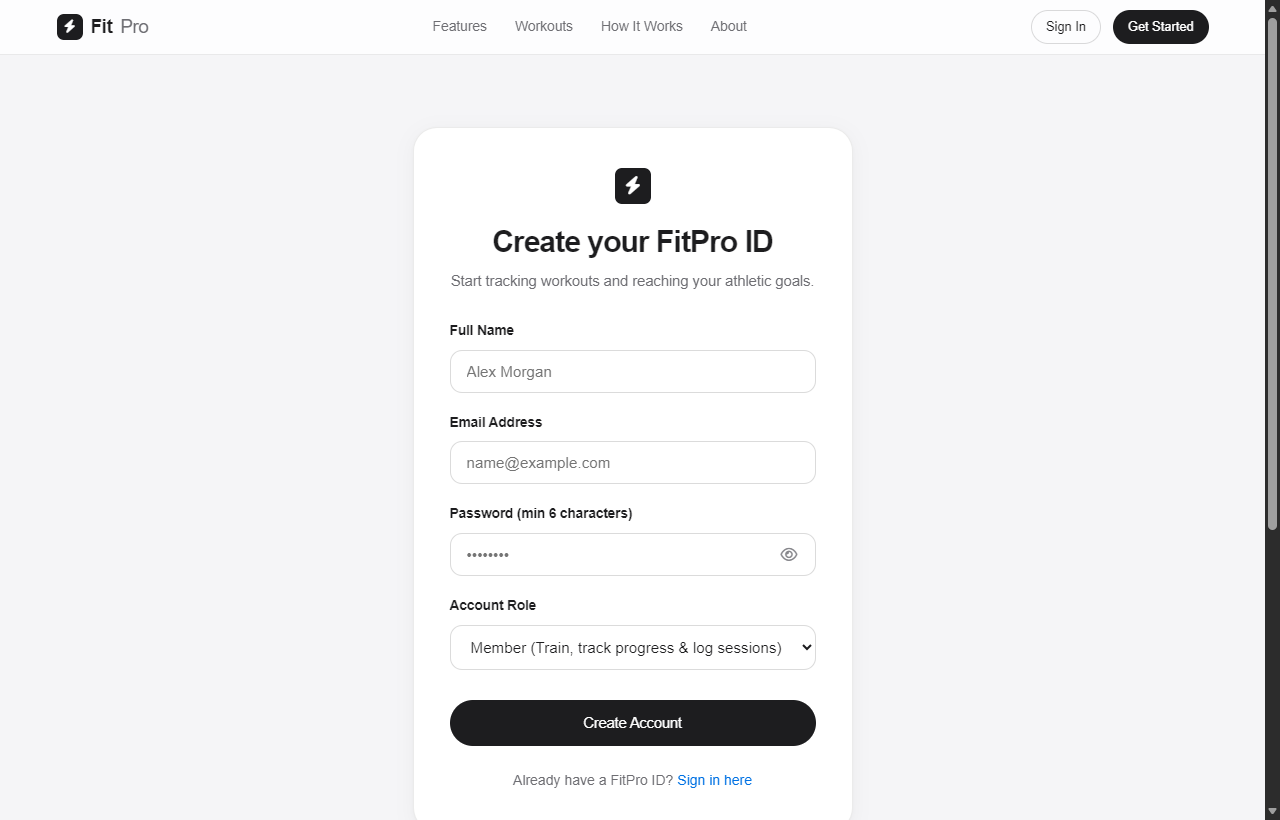 Fit Pro
Features Workouts How It Works About
Sign In Get Started
Create your FitPro ID
Start tracking workouts and reaching your athletic goals.
Full Name
Alex Morgan
Email Address
name@example.com
Password (min 6 characters)
••••••••
Account Role
Member (Train, track progress & log sessions)
Create Account
Already have a FitPro ID? Sign in here